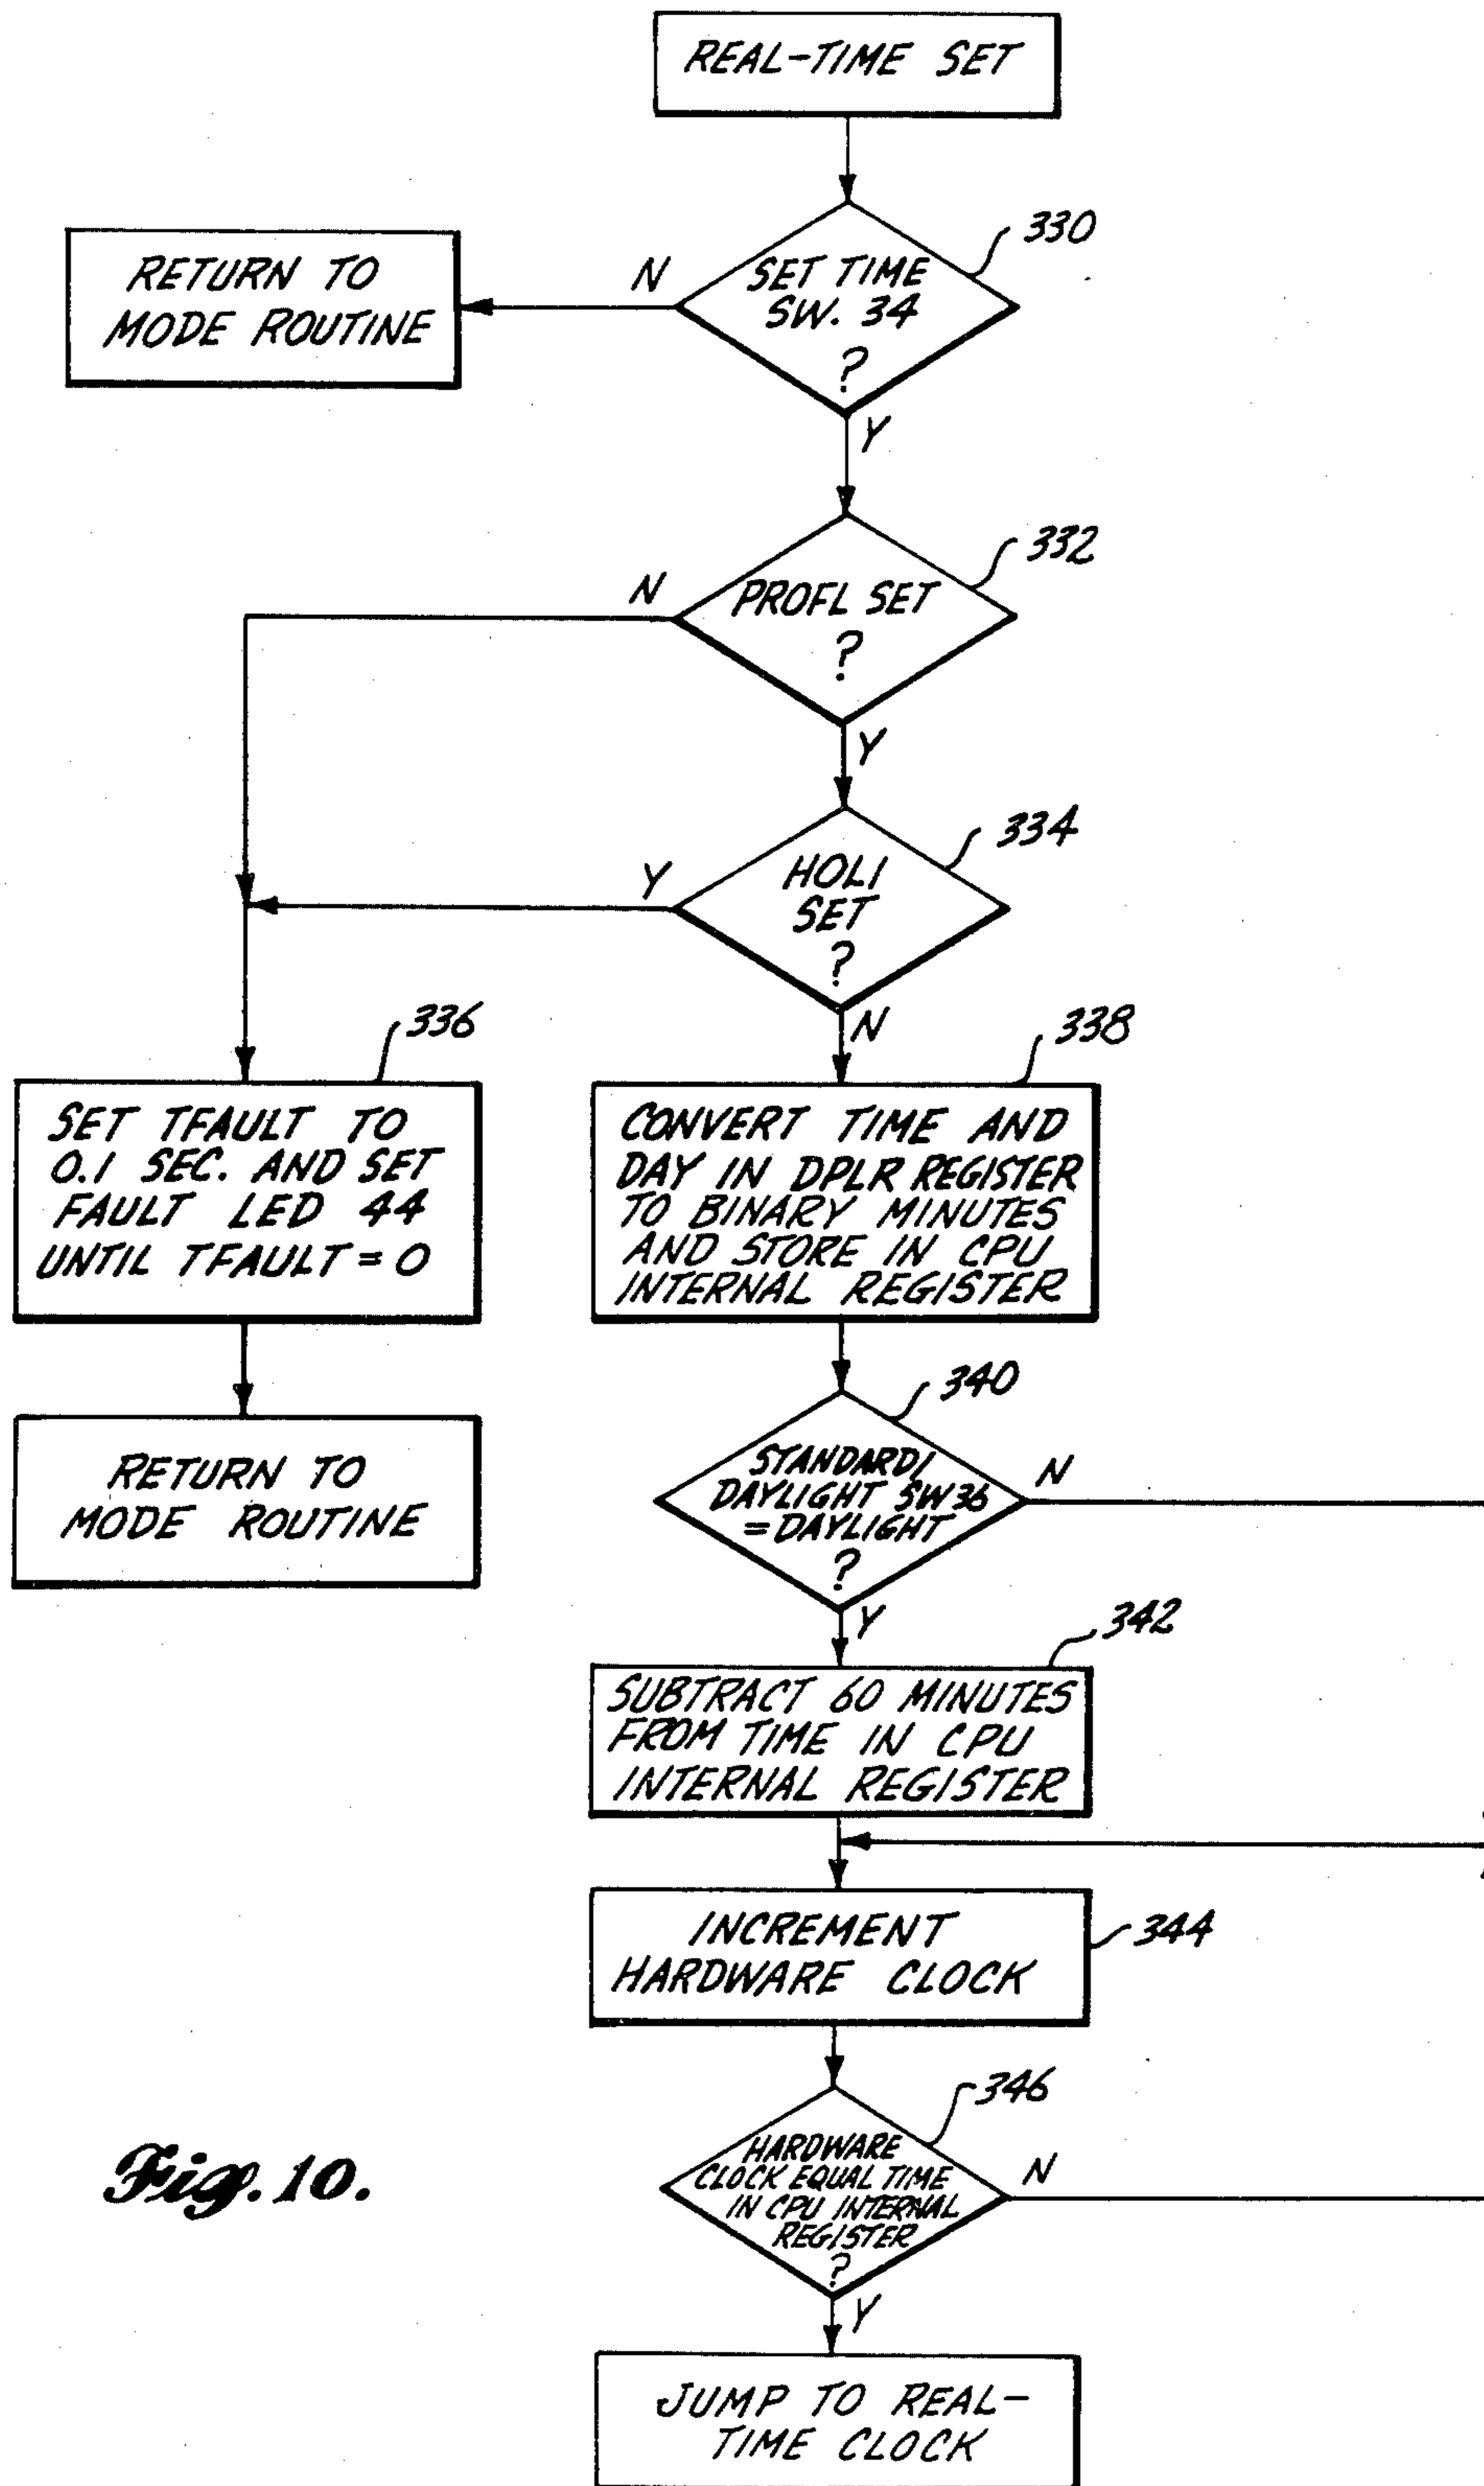 REAL-TIME SET
330
SET TIME
SW. 34
?
N
RETURN TO
MODE ROUTINE
Y
332
PROFL SET
?
N
Y
334
HOLI
SET
?
Y
N
336
SET TFAULT TO
0.1 SEC. AND SET
FAULT LED 44
UNTIL TFAULT = 0
RETURN TO
MODE ROUTINE
338
CONVERT TIME AND
DAY IN DPLR REGISTER
TO BINARY MINUTES
AND STORE IN CPU
INTERNAL REGISTER
340
STANDARD/
DAYLIGHT SW36
=DAYLIGHT
?
N
Y
342
SUBTRACT 60 MINUTES
FROM TIME IN CPU
INTERNAL REGISTER
344
INCREMENT
HARDWARE CLOCK
346
HARDWARE
CLOCK EQUAL TIME
IN CPU INTERNAL
REGISTER
?
N
Y
JUMP TO REAL-
TIME CLOCK
Fig. 10.